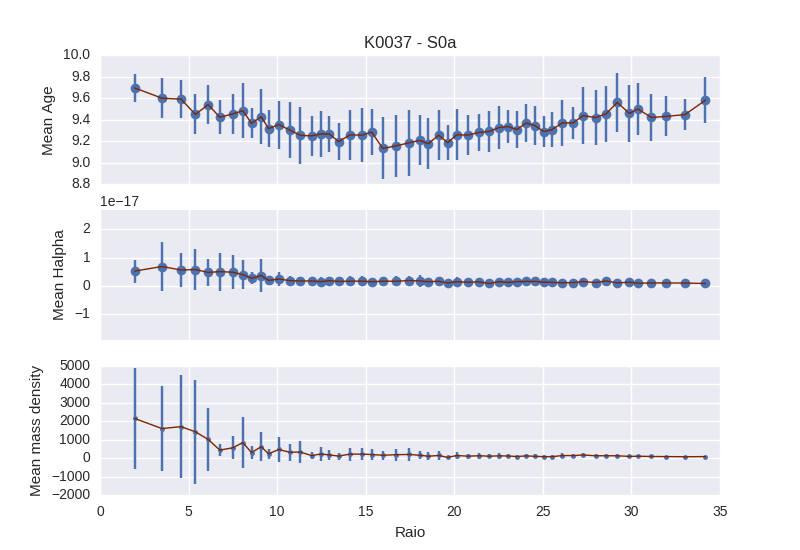 K0037 - S0a
10.0
9.8
9.6
9.4
9.2
9.0
8.8
Mean Age
1e−17
2
1
0
−1
Mean Halpha
5000
4000
3000
2000
1000
0
−1000
−2000
Mean mass density
0 5 10 15 20 25 30 35
Raio